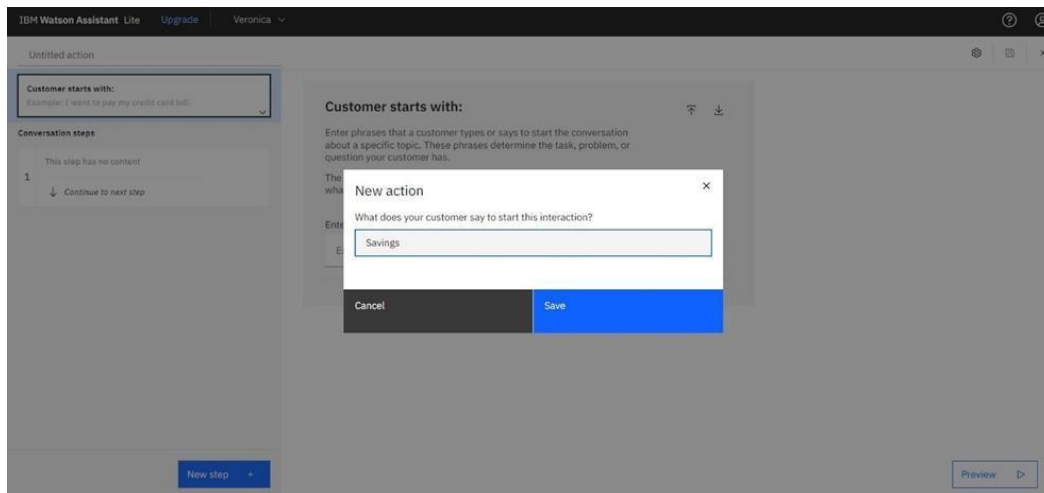 IBM Watson Assistant Lite Upgrade Veronica
Untitled action
Customer starts with:
Example: I want to pay my credit card bill.
Conversation steps
This step has no content
1
Continue to next step
New step +
Customer starts with:
Enter phrases that a customer types or says to start the conversation
about a specific topic. These phrases determine the task, problem, or
question your customer has.
The
wha
Ente
E
New action
What does your customer say to start this interaction?
Savings
Cancel
Save
Preview